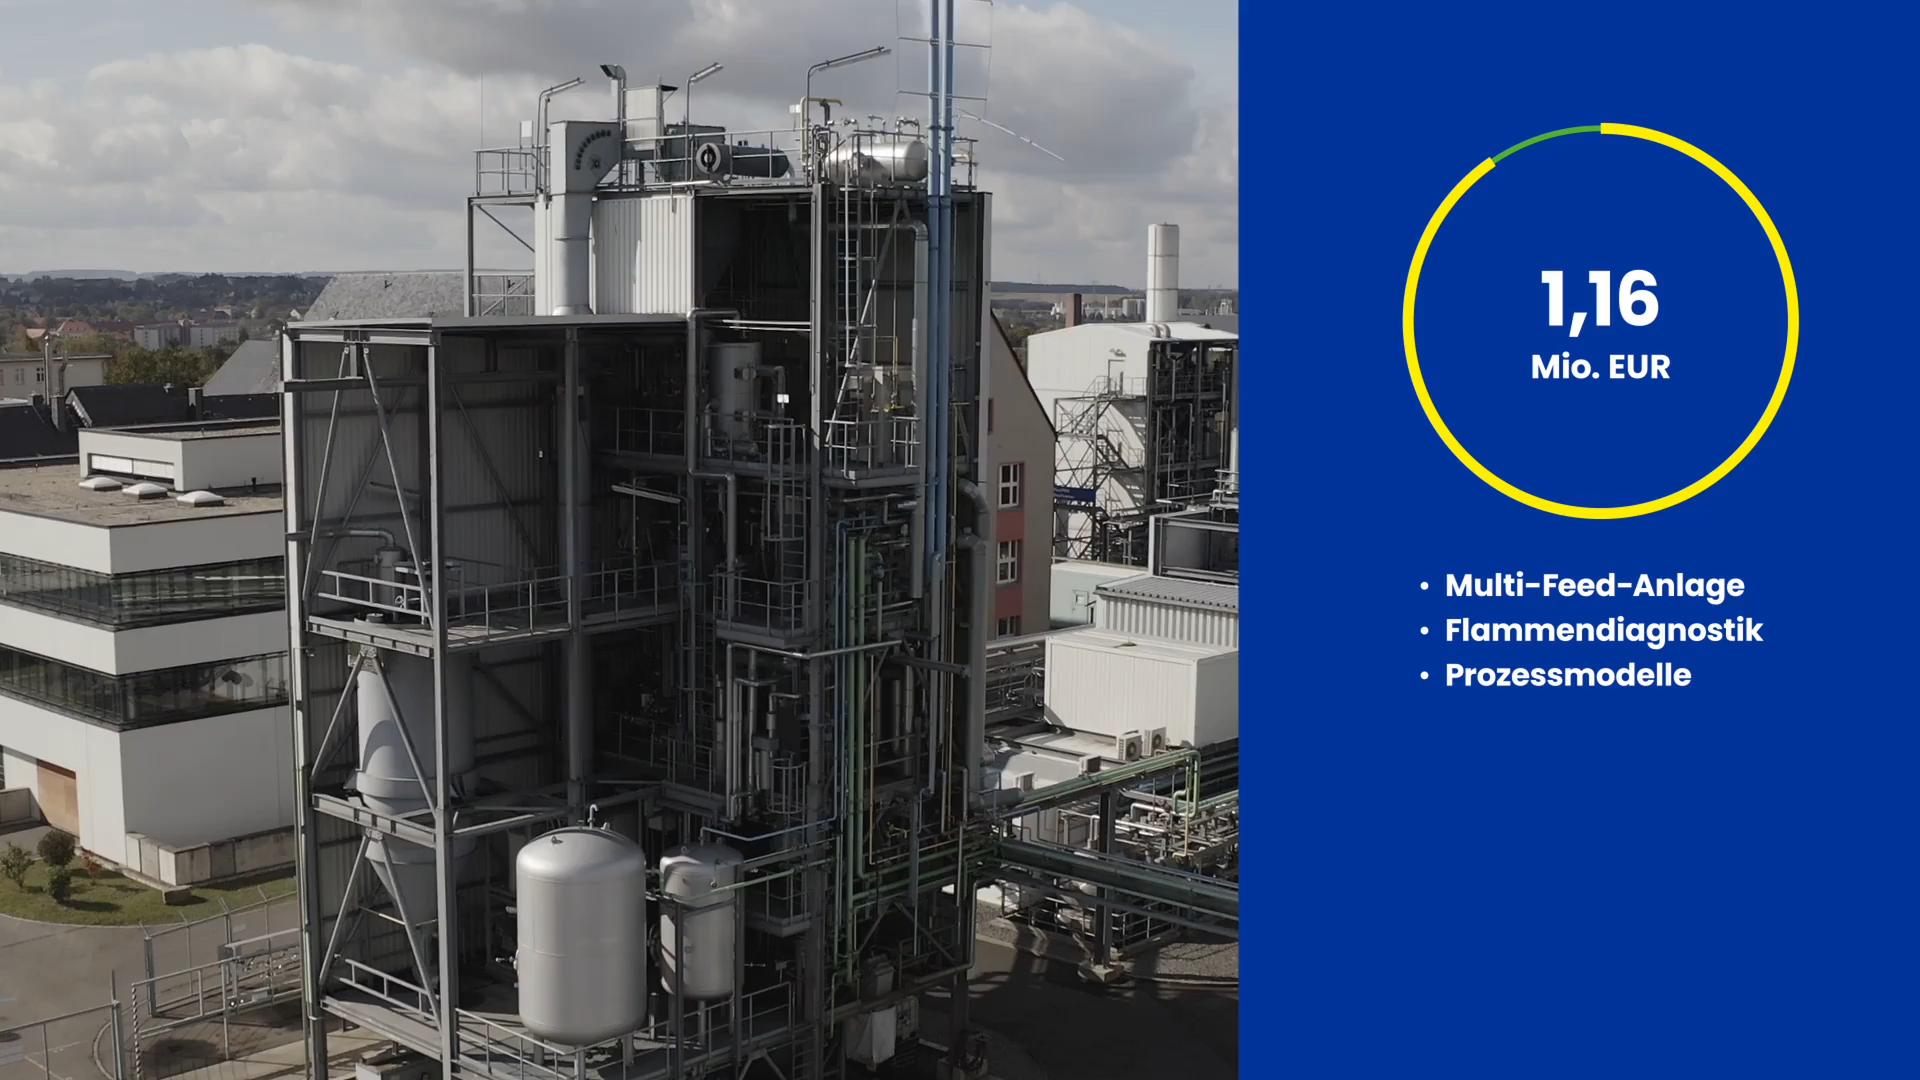 1,16
Mio. EUR
• Multi-Feed-Anlage
• Flammendiagnostik
• Prozessmodelle